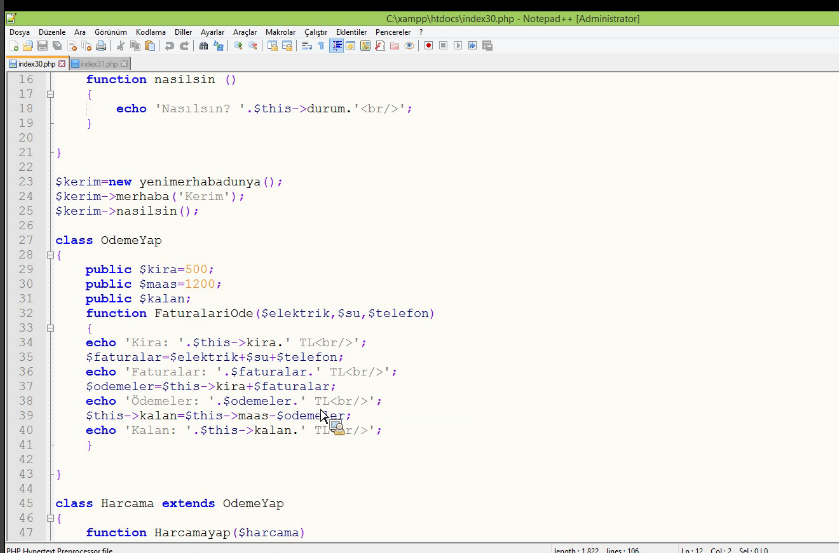 C:\xampp\htdocs\index30.php - Notepad++ [Administrator]
Dosya Düzenle Ara Görünüm Kodlama Diller Ayarlar Araçlar Makrolar Çalıştır Eklentiler Pencereler ?
index30.php index31.php
16 function nasilsin ()
17 {
18 echo 'Nasılsın? '.$this->durum.'<br/>';
19 }
20
21 }
22
23 $kerim=new yenimerhabadunya();
24 $kerim->merhaba('Kerim');
25 $kerim->nasilsin();
26
27 class OdemeYap
28 {
29 public $kira=500;
30 public $maas=1200;
31 public $kalan;
32 function FaturalariOde($elektrik,$su,$telefon)
33 {
34 echo 'Kira: '.$this->kira.' TL<br/>';
35 $faturalar=$elektrik+$su+$telefon;
36 echo 'Faturalar: '.$faturalar.' TL<br/>';
37 $odemeler=$this->kira+$faturalar;
38 echo 'Ödemeler: '.$odemeler.' TL<br/>';
39 $this->kalan=$this->maas-$odemeler;
40 echo 'Kalan: '.$this->kalan.' TL<br/>';
41 }
42
43 }
44
45 class Harcama extends OdemeYap
46 {
47 function Harcamayap($harcama)
PHP Hypertext Preprocessor file length : 1.822 lines : 106 Ln : 12 Col : 2 Sel : 0 | 0